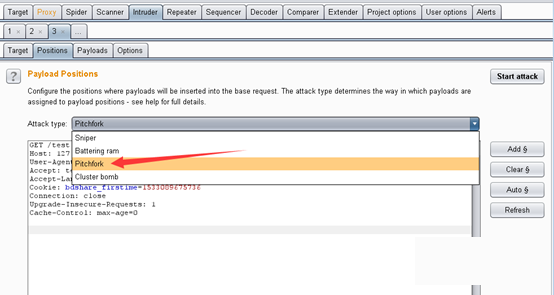 Target Proxy Spider Scanner Intruder Repeater Sequencer Decoder Comparer Extender Project options User options Alerts
1 × 2 × 3 × ...
Target Positions Payloads Options
? Payload Positions Start attack
Configure the positions where payloads will be inserted into the base request. The attack type determines the way in which payloads are
assigned to payload positions - see help for full details.
Attack type: Pitchfork
Sniper
Battering ram
Pitchfork
Cluster bomb
GET /test
Host: 127
User-Agent
Accept: te
Accept-Lan
Cookie: bdshare_firstime=1533089675736
Connection: close
Upgrade-Insecure-Requests: 1
Cache-Control: max-age=0
Add §
Clear §
Auto §
Refresh